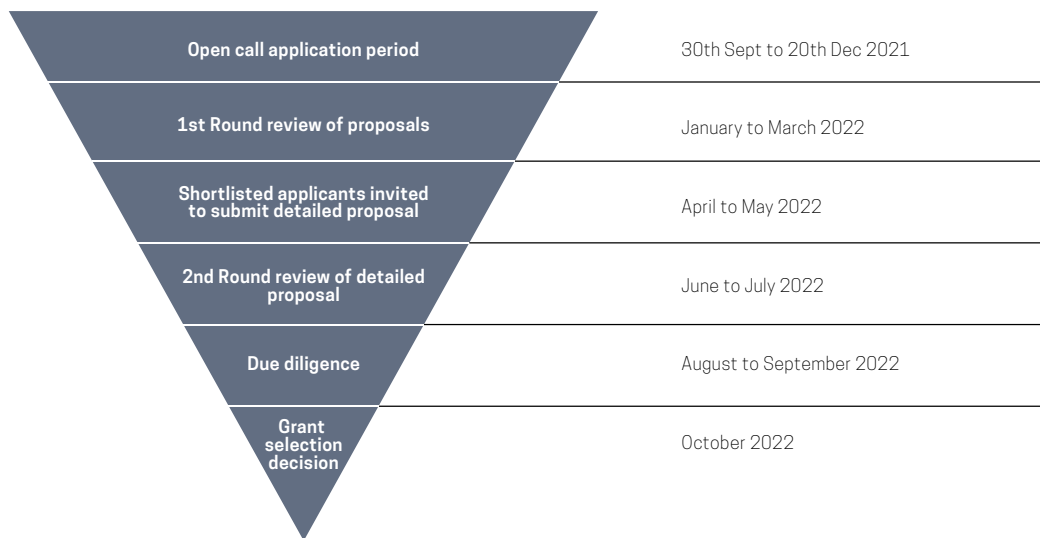 Open call application period
30th Sept to 20th Dec 2021
1st Round review of proposals
January to March 2022
Shortlisted applicants invited
to submit detailed proposal
April to May 2022
2nd Round review of detailed
proposal
June to July 2022
Due diligence
August to September 2022
Grant
selection
decision
October 2022